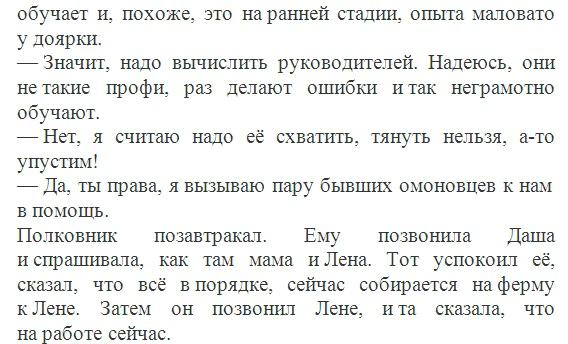 обучает и, похоже, это на ранней стадии, опыта маловато
у доярки.
— Значит, надо вычислить руководителей. Надеюсь, они
не такие профи, раз делают ошибки и так неграмотно
обучают.
— Нет, я считаю надо её схватить, тянуть нельзя, а-то
упустим!
— Да, ты права, я вызываю пару бывших омоновцев к нам
в помощь.
Полковник позавтракал. Ему позвонила Даша
и спрашивала, как там мама и Лена. Тот успокоил её,
сказал, что всё в порядке, сейчас собирается на ферму
к Лене. Затем он позвонил Лене, и та сказала, что
на работе сейчас.